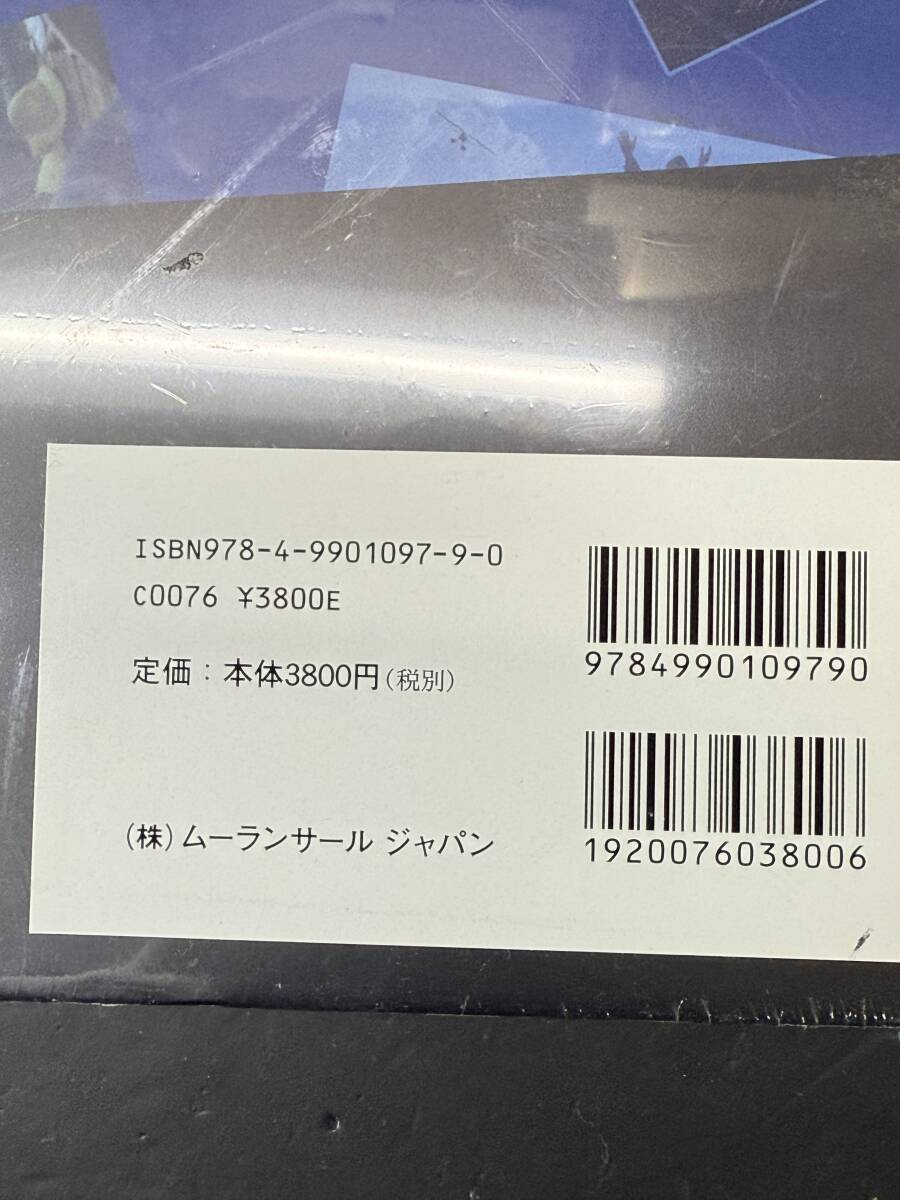 ISBN978-4-9901097-9-0
C0076 ¥3800E
定価：本体3800円（税別）
（株）ムーランサール ジャパン
9784990109790
1920076038006